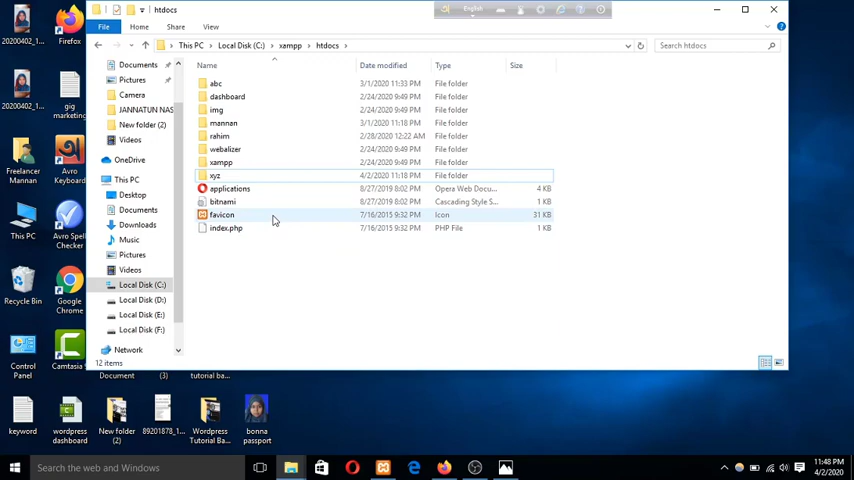 htdocs
English
File
Home
Share
View
This PC
Local Disk (C:)
xampp
htdocs
Search htdocs
Name
Date modified
Type
Size
Documents
Pictures
Camera
JANNATUN NAS
New folder (2)
Videos
OneDrive
This PC
Desktop
Documents
Downloads
Music
Pictures
Videos
Local Disk (C:)
Local Disk (D:)
Local Disk (E:)
Local Disk (F:)
Network
abc 3/1/2020 11:33 PM File folder
dashboard 2/24/2020 9:49 PM File folder
img 2/24/2020 9:49 PM File folder
mannan 3/1/2020 11:18 PM File folder
rahim 2/28/2020 12:22 AM File folder
webalizer 2/24/2020 9:49 PM File folder
xampp 2/24/2020 9:49 PM File folder
xyz 4/2/2020 11:18 PM File folder
applications 8/27/2019 8:02 PM Opera Web Docu... 4 KB
bitnami 8/27/2019 8:02 PM Cascading Style S... 1 KB
favicon 7/16/2015 9:32 PM Icon 31 KB
index.php 7/16/2015 9:32 PM PHP File 1 KB
12 items
20200402_1...
Firefox
20200402_1...
gig
marketing
Freelancer
Mannan
Avro
Keyboard
This PC
Avro Spell
Checker
Recycle Bin
Google
Chrome
Control
Panel
Camtasia
Document
(3)
tutorial ba...
keyword
wordpress
dashboard
New folder
(2)
89201878_1...
Wordpress
Tutorial Ba...
bonna
passport
Search the web and Windows
11:48 PM
4/2/2020